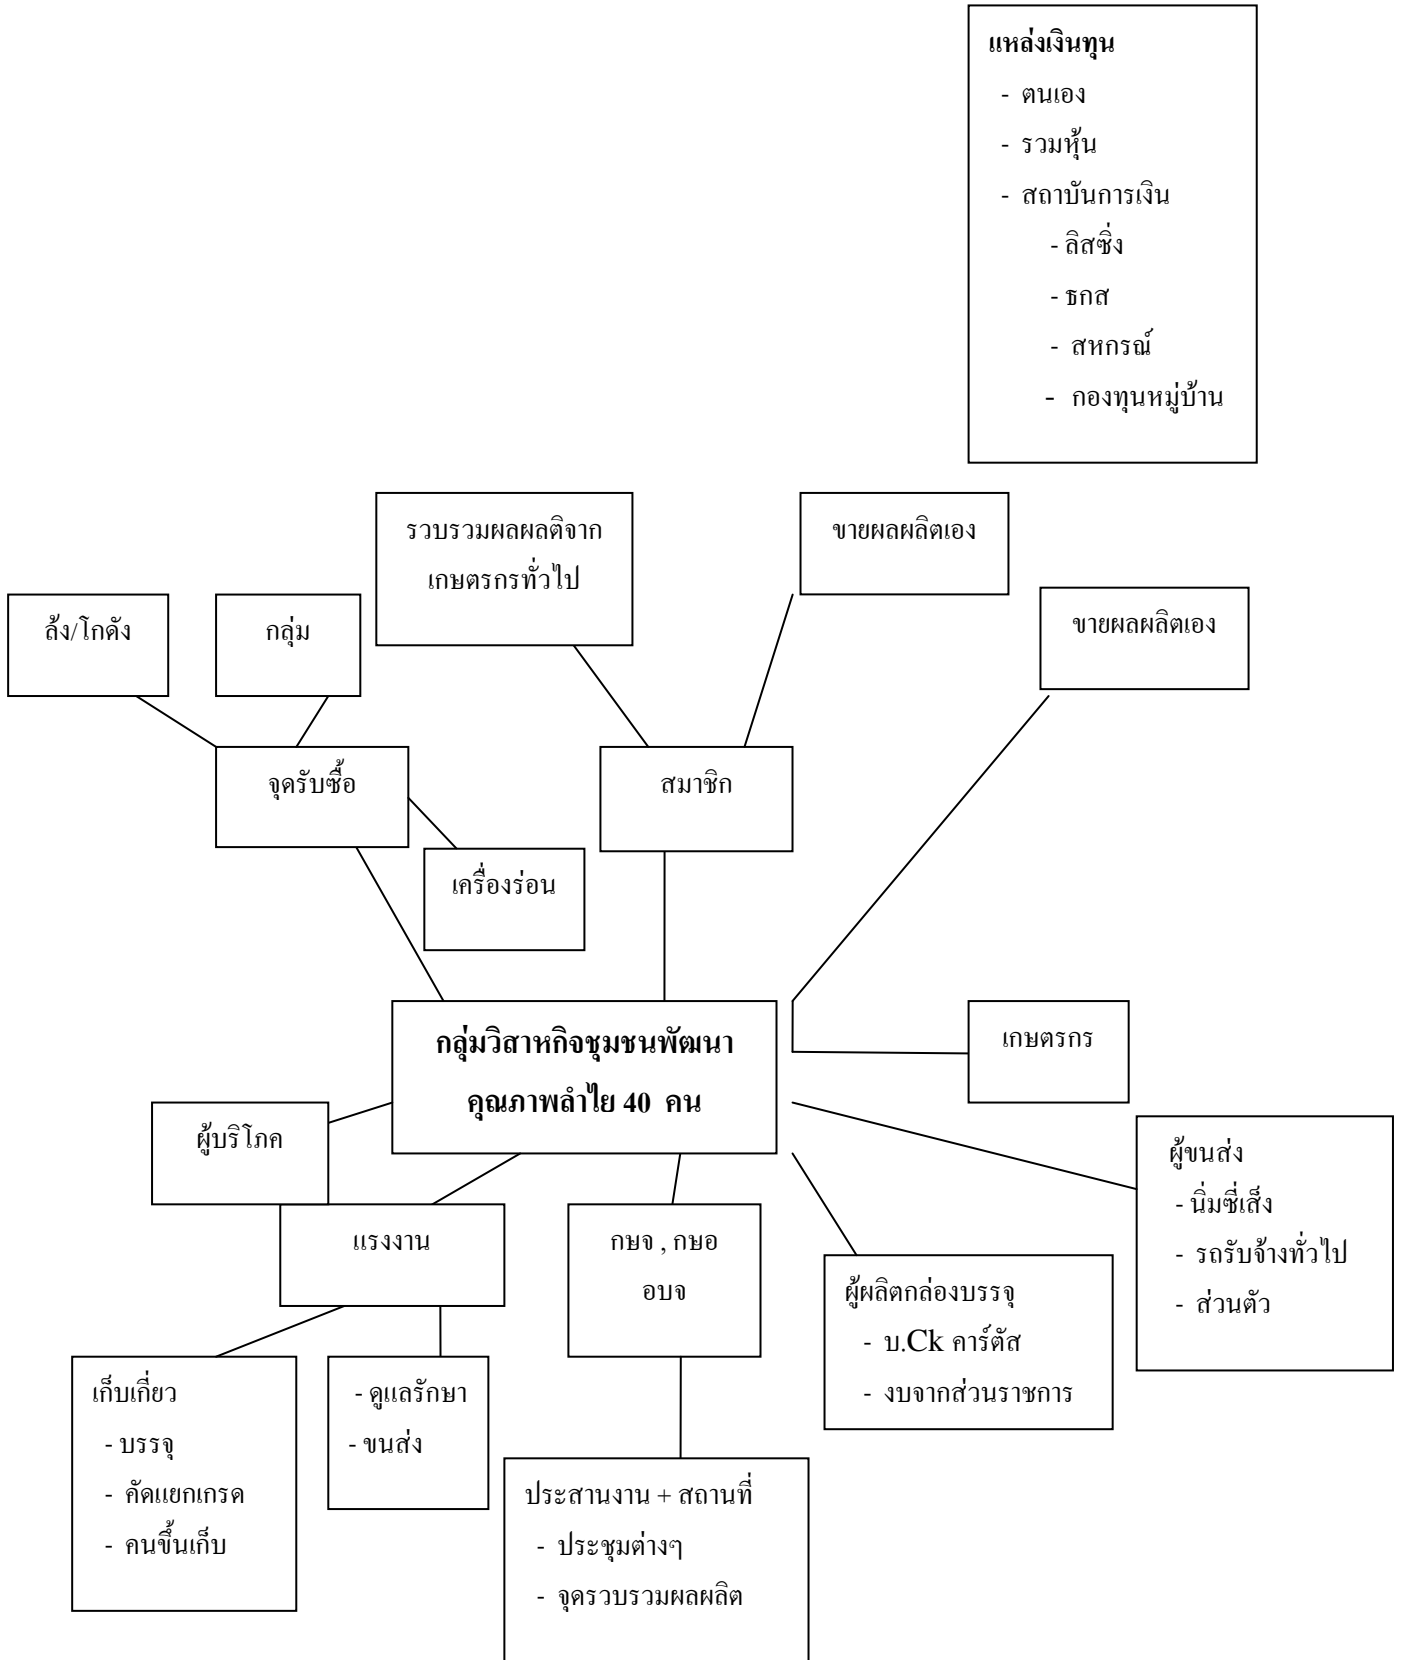 แหล่งเงินทุน
- ตนเอง
- รวมหุ้น
- สถาบันการเงิน
- ลิสซิ่ง
- ธกส
- สหกรณ์
- กองทุนหมู่บ้าน
รวบรวมผลผลติจาก
เกษตรกรทั่วไป
ขายผลผลิตเอง
ล้ง/โกดัง
กลุ่ม
ขายผลผลิตเอง
จุดรับซื้อ
สมาชิก
เครื่องร่อน
กลุ่มวิสาหกิจชุมชนพัฒนา
คุณภาพลำไย 40 คน
เกษตรกร
ผู้บริโภค
ผู้ขนส่ง
- นิ่มซี่เส็ง
- รถรับจ้างทั่วไป
- ส่วนตัว
แรงงาน
กษจ , กษอ
อบจ
ผู้ผลิตกล่องบรรจุ
- บ.Ck คาร์ตัส
- งบจากส่วนราชการ
เก็บเกี่ยว
- บรรจุ
- คัดแยกเกรด
- คนขึ้นเก็บ
- ดูแลรักษา
- ขนส่ง
ประสานงาน + สถานที่
- ประชุมต่างๆ
- จุดรวบรวมผลผลิต